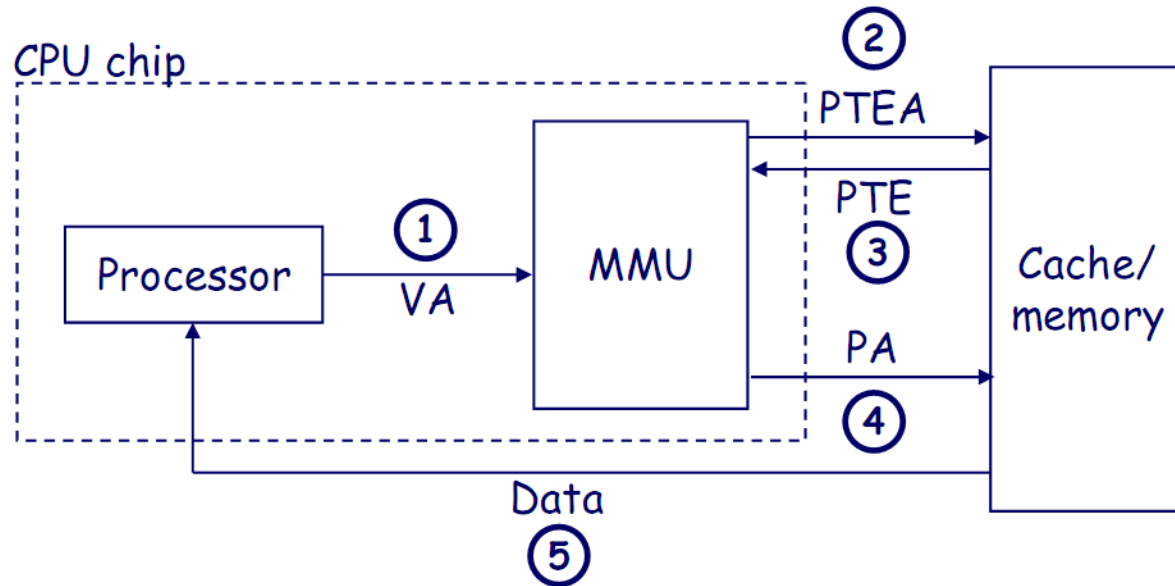 CPU chip
2
PTEA
PTE
3
1
Processor
VA
MMU
Cache/
memory
PA
4
Data
5